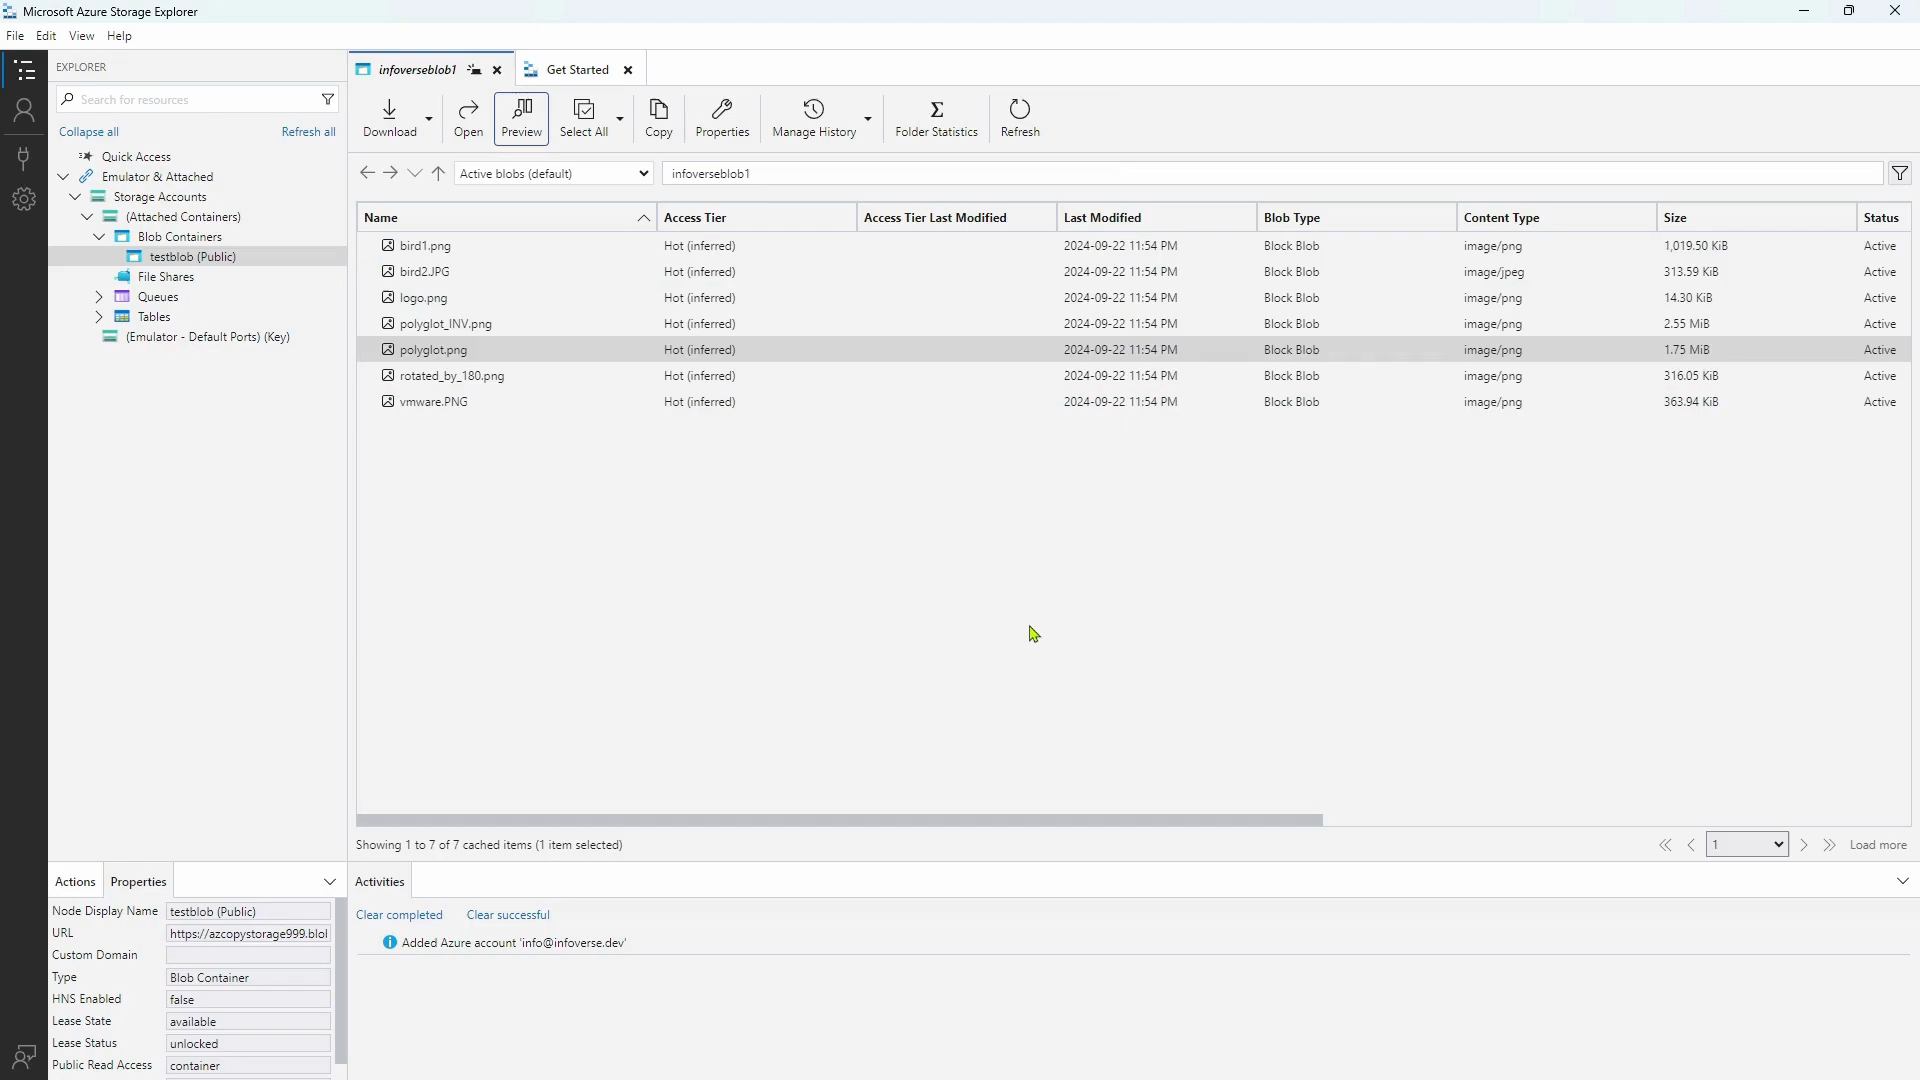 Microsoft Azure Storage Explorer
File Edit View Help
EXPLORER
Search for resources
Collapse all Refresh all
Quick Access
Emulator & Attached
Storage Accounts
(Attached Containers)
Blob Containers
testblob (Public)
File Shares
Queues
Tables
(Emulator - Default Ports) (Key)
infoverseblob1 Get Started
Download Open Preview Select All Copy Properties Manage History Folder Statistics Refresh
Active blobs (default) infoverseblob1
Name Access Tier Access Tier Last Modified Last Modified Blob Type Content Type Size Status
bird1.png Hot (inferred) 2024-09-22 11:54 PM Block Blob image/png 1,019.50 KiB Active
bird2.JPG Hot (inferred) 2024-09-22 11:54 PM Block Blob image/jpeg 313.59 KiB Active
logo.png Hot (inferred) 2024-09-22 11:54 PM Block Blob image/png 14.30 KiB Active
polyglot_INV.png Hot (inferred) 2024-09-22 11:54 PM Block Blob image/png 2.55 MiB Active
polyglot.png Hot (inferred) 2024-09-22 11:54 PM Block Blob image/png 1.75 MiB Active
rotated_by_180.png Hot (inferred) 2024-09-22 11:54 PM Block Blob image/png 316.05 KiB Active
vmware.PNG Hot (inferred) 2024-09-22 11:54 PM Block Blob image/png 363.94 KiB Active
Showing 1 to 7 of 7 cached items (1 item selected) 1 Load more
Actions Properties
Node Display Name testblob (Public)
URL https://azcopystorage999.blol
Custom Domain
Type Blob Container
HNS Enabled false
Lease State available
Lease Status unlocked
Public Read Access container
Activities
Clear completed Clear successful
Added Azure account 'info@infoverse.dev'